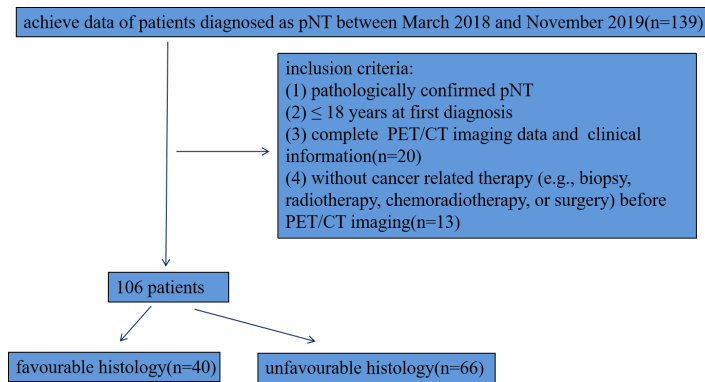 achieve data of patients diagnosed as pNT between March 2018 and November 2019(n=139)
inclusion criteria:
(1) pathologically confirmed pNT
(2) ≤ 18 years at first diagnosis
(3) complete PET/CT imaging data and clinical
information(n=20)
(4) without cancer related therapy (e.g., biopsy,
radiotherapy, chemoradiotherapy, or surgery) before
PET/CT imaging(n=13)
106 patients
favourable histology(n=40)
unfavourable histology(n=66)